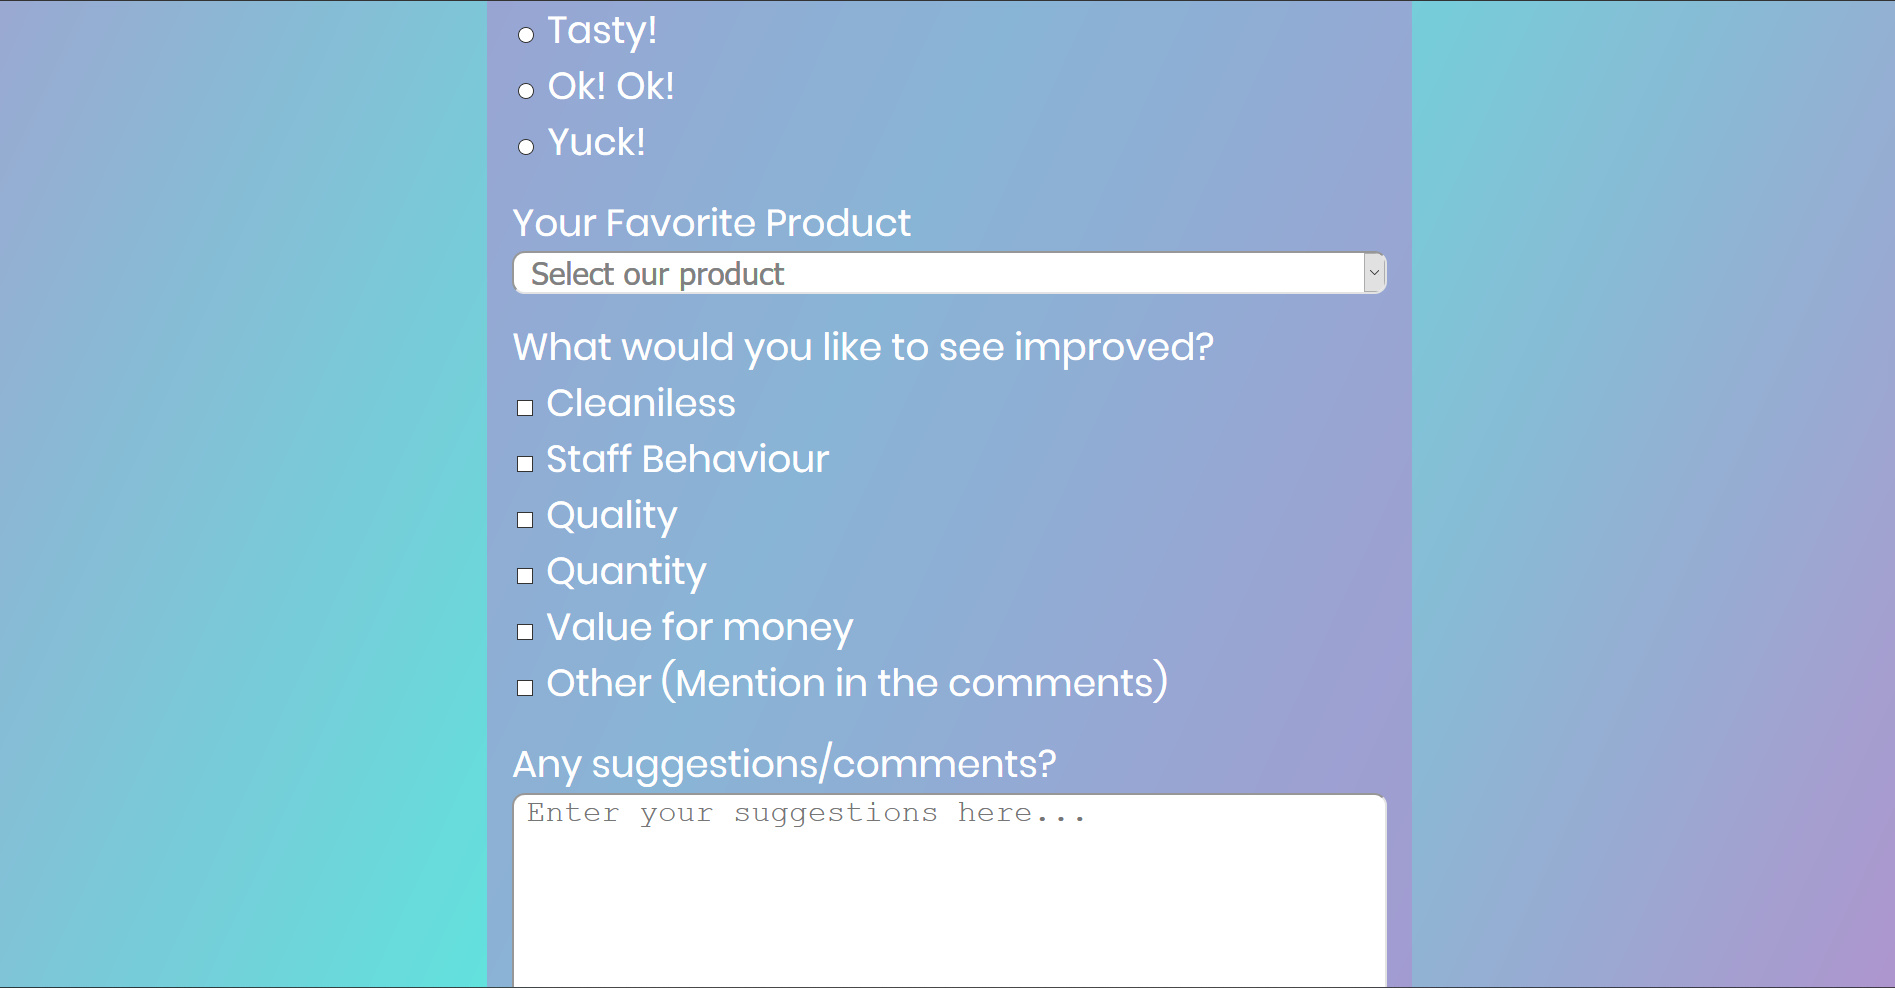 Tasty!
Ok! Ok!
Yuck!
Your Favorite Product
Select our product
What would you like to see improved?
Cleaniless
Staff Behaviour
Quality
Quantity
Value for money
Other (Mention in the comments)
Any suggestions/comments?
Enter your suggestions here...